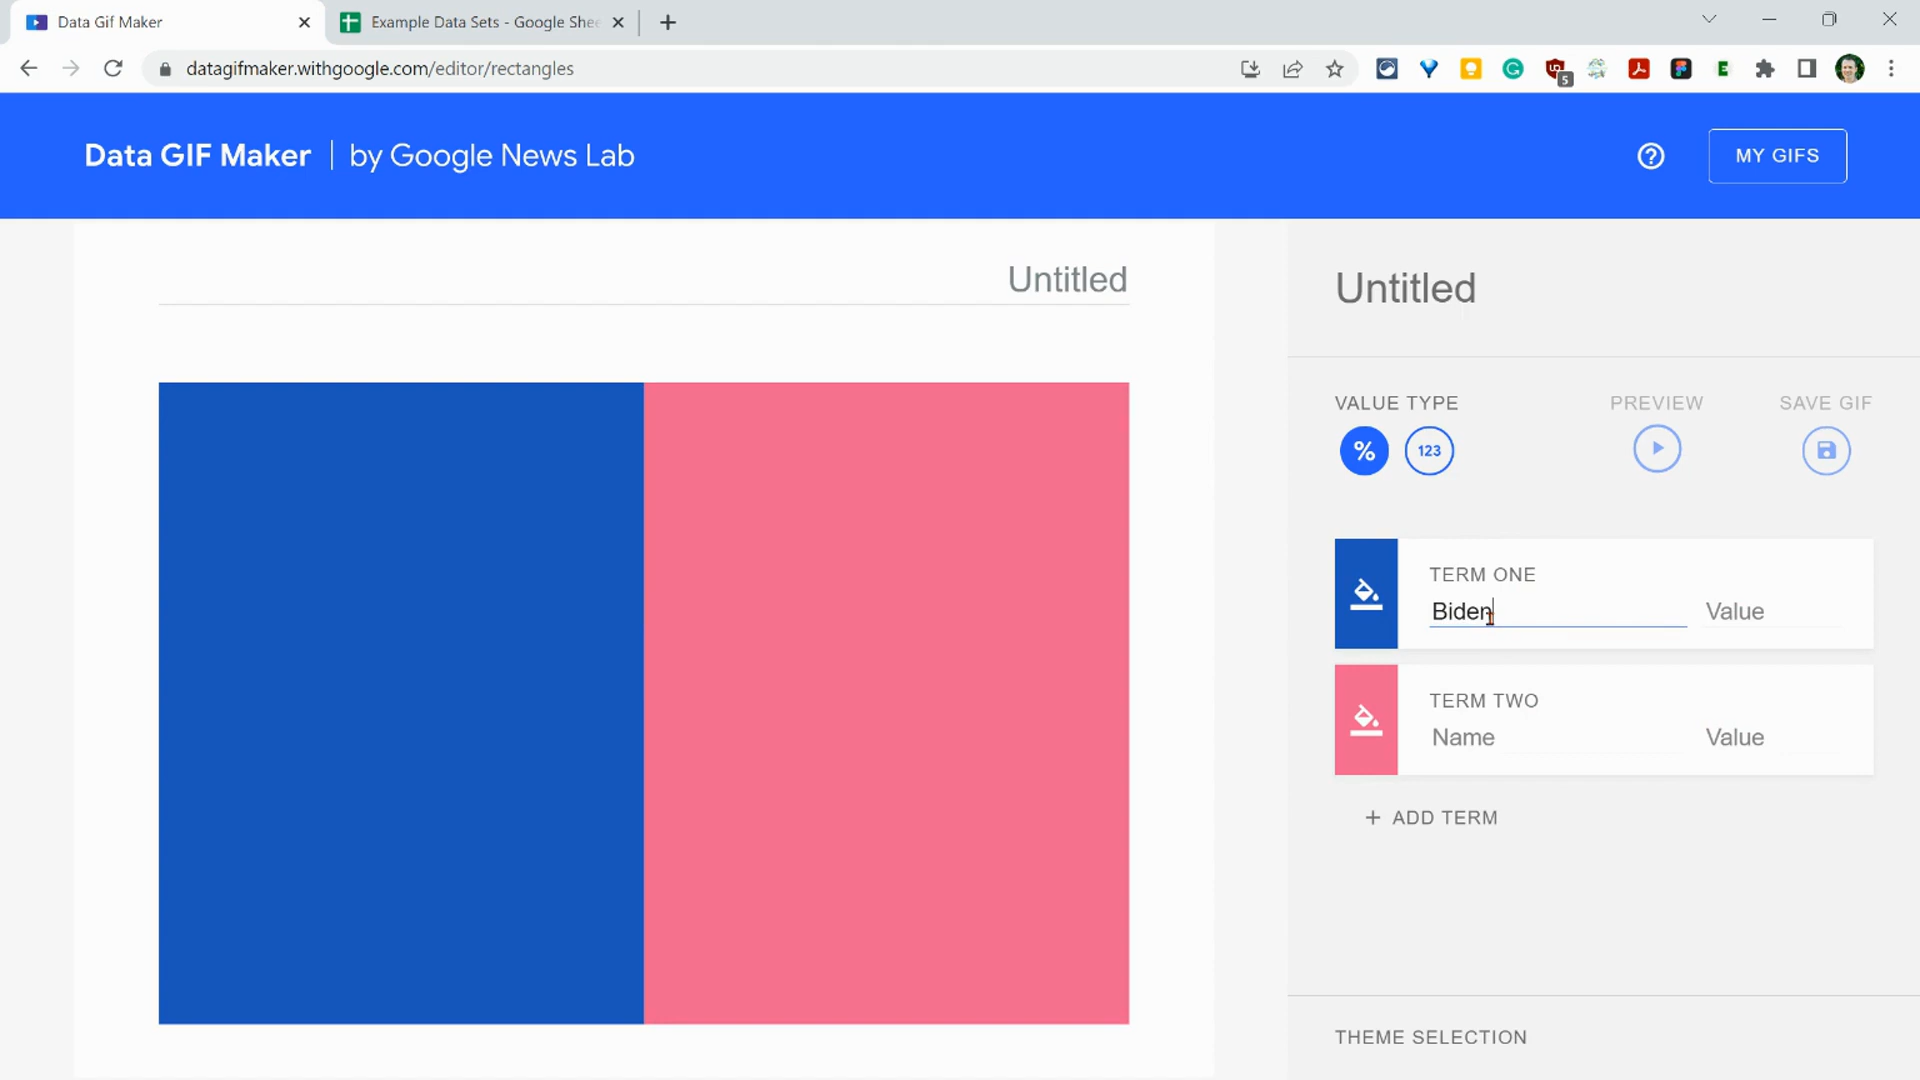 Data Gif Maker
Example Data Sets - Google Shee
datagifmaker.withgoogle.com/editor/rectangles
5
Data GIF Maker | by Google News Lab
MY GIFS
Untitled
Untitled
VALUE TYPE
PREVIEW
SAVE GIF
%
123
TERM ONE
Biden
Value
TERM TWO
Name
Value
+ ADD TERM
THEME SELECTION